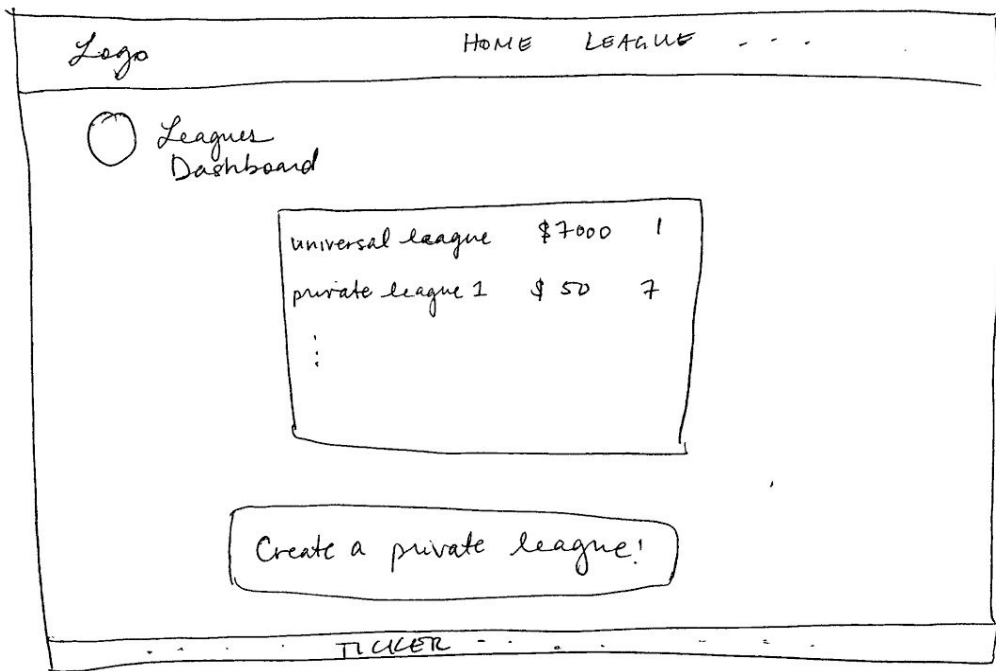 Logo HOME LEAGUE - - -
Leagues
Dashboard
universal league $7000 1
private league 1 $ 50 7
⋮
Create a private league!
TICKER